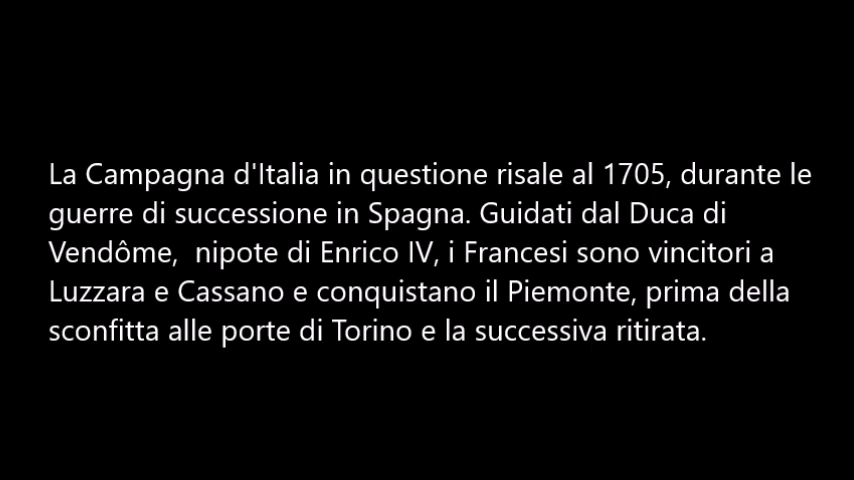 La Campagna d'Italia in questione risale al 1705, durante le
guerre di successione in Spagna. Guidati dal Duca di
Vendôme,  nipote di Enrico IV, i Francesi sono vincitori a
Luzzara e Cassano e conquistano il Piemonte, prima della
sconfitta alle porte di Torino e la successiva ritirata.